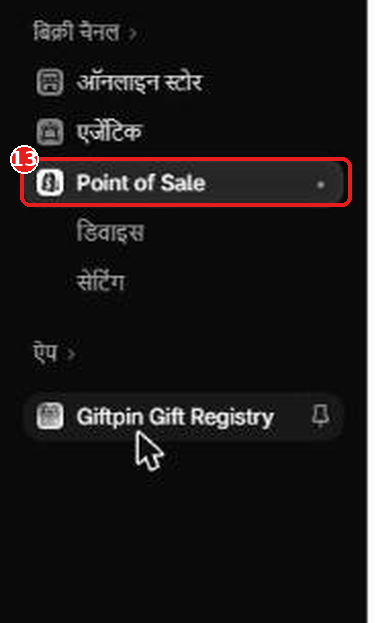 बिक्री चैनल >
ऑनलाइन स्टोर
एजेंटिक
13
Point of Sale
डिवाइस
सेटिंग
ऐप >
Giftpin Gift Registry